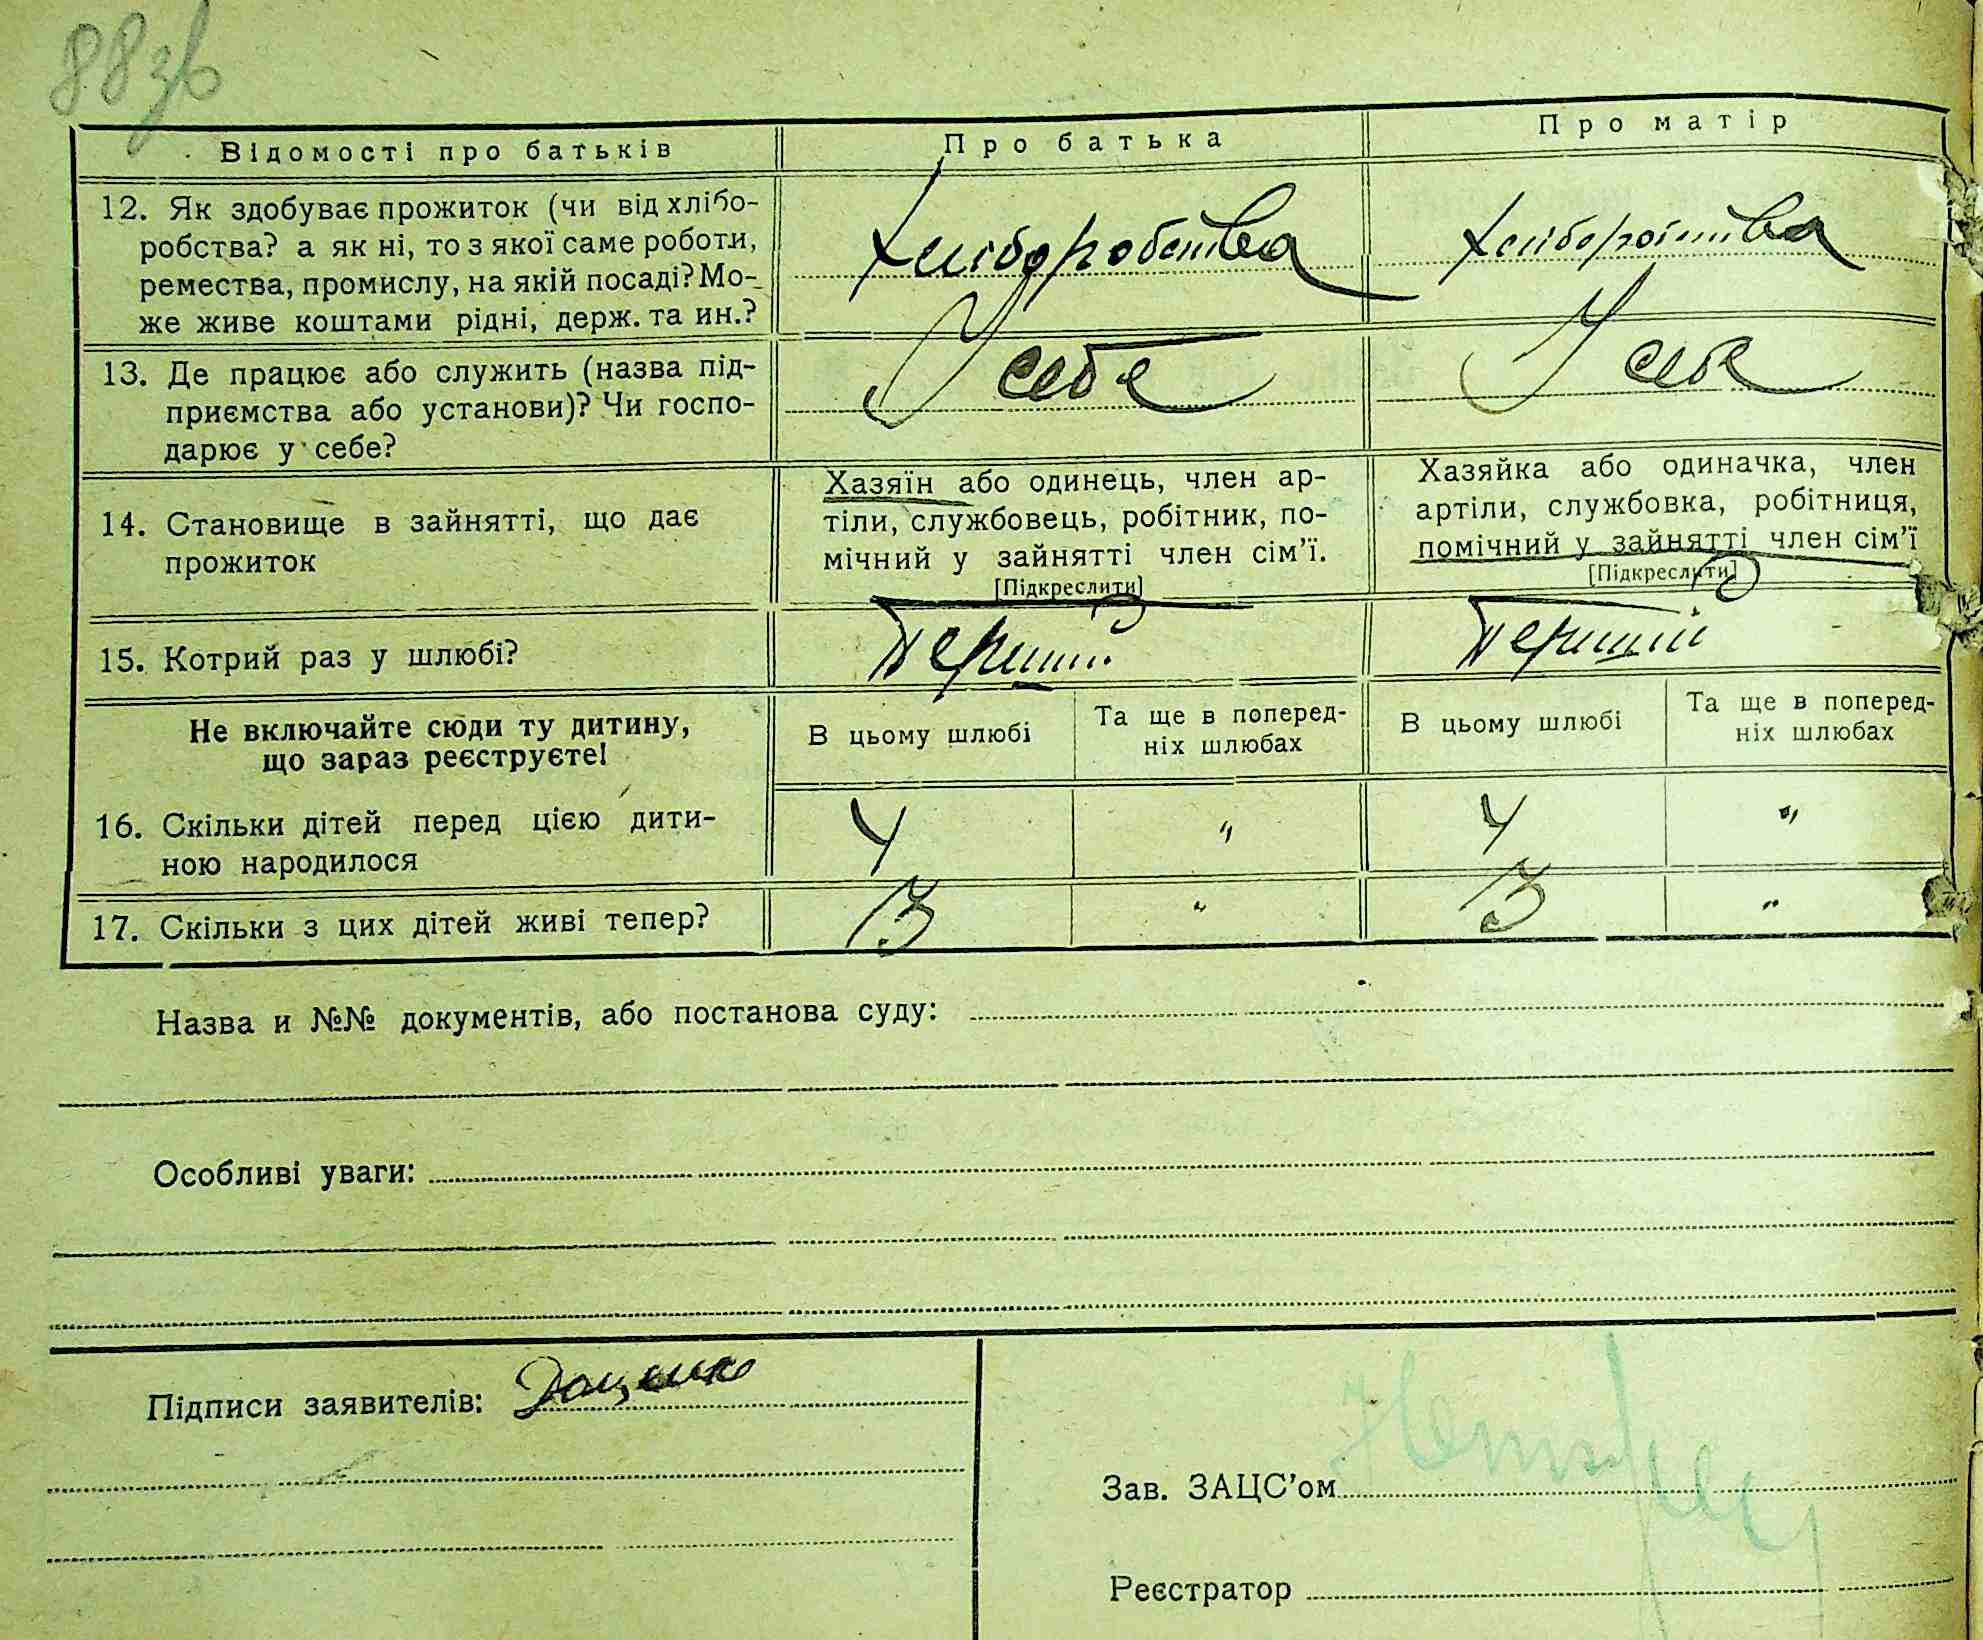 88зв
Відомості про батьків
Про батька
Про матір
12. Як здобуває прожиток (чи від хлібо-
робства? а як ні, то з якої саме роботи,
ремества, промислу, на якій посаді? Мо-
же живе коштами рідні, держ. та ин.?
Хліборобства
Хліборобства
13. Де працює або служить (назва під-
приємства або установи)? Чи госпо-
дарює у себе?
У себе
У себе
14. Становище в зайнятті, що дає
прожиток
Хазяїн або одинець, член ар-
тіли, службовець, робітник, по-
мічний у зайнятті член сім’ї.
[Підкреслити]
Хазяйка або одиначка, член
артіли, службовка, робітниця,
помічний у зайнятті член сім’ї
[Підкреслити]
15. Котрий раз у шлюбі?
Перший
Перший
Не включайте сюди ту дитину,
що зараз реєструєте!
В цьому шлюбі
Та ще в поперед-
ніх шлюбах
В цьому шлюбі
Та ще в поперед-
ніх шлюбах
16. Скільки дітей перед цією дити-
ною народилося
4 " 4 "
17. Скільки з цих дітей живі тепер?
3 " 3 "
Назва и №№ документів, або постанова суду:
Особливі уваги:
Підписи заявителів: Доценко
Зав. ЗАЦС’ом
Реєстратор